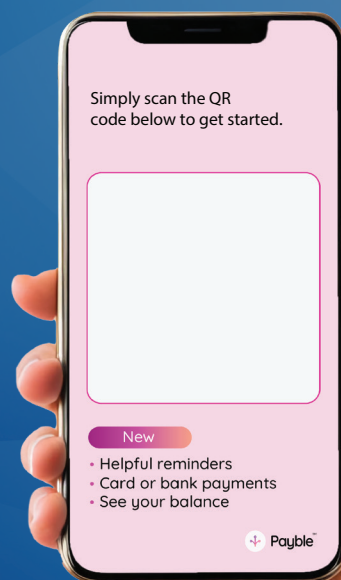 Simply scan the QR
code below to get started.
New
• Helpful reminders
• Card or bank payments
• See your balance
Payble™